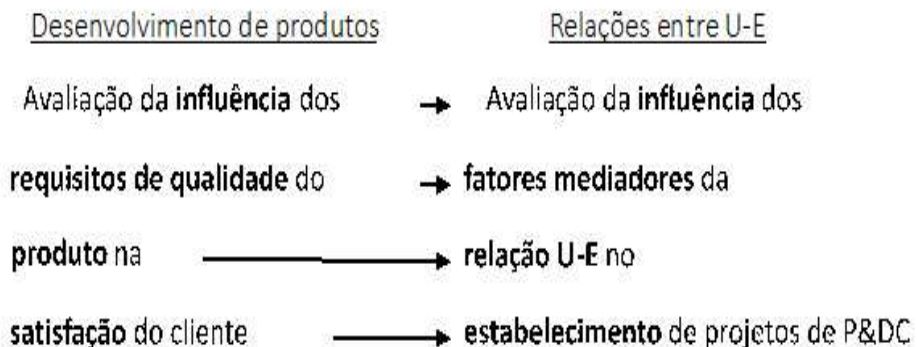 Desenvolvimento de produtos Relações entre U-E
Avaliação da influência dos → Avaliação da influência dos
requisitos de qualidade do → fatores mediadores da
produto na → relação U-E no
satisfação do cliente → estabelecimento de projetos de P&DC